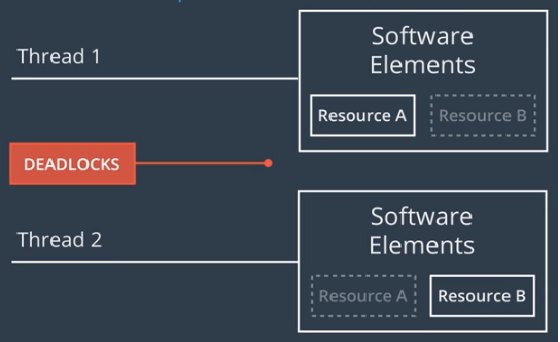 Thread 1
Software
Elements
Resource A
Resource B
DEADLOCKS
Thread 2
Software
Elements
Resource A
Resource B